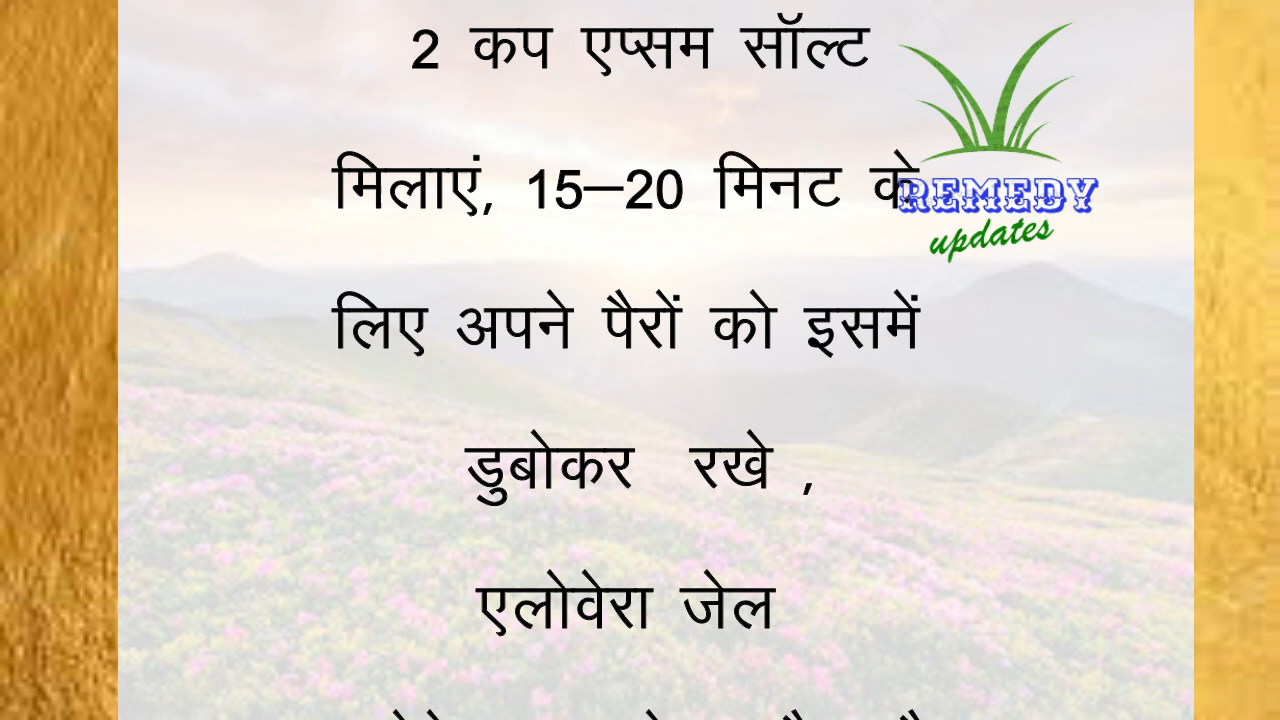 2 कप एप्सम सॉल्ट
मिलाएं, 15–20 मिनट के
REMEDY
updates
लिए अपने पैरों को इसमें
डुबोकर रखे ,
एलोवेरा जेल